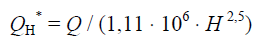 Q_H^* = Q / (1,11 · 10^6 · H^2,5)